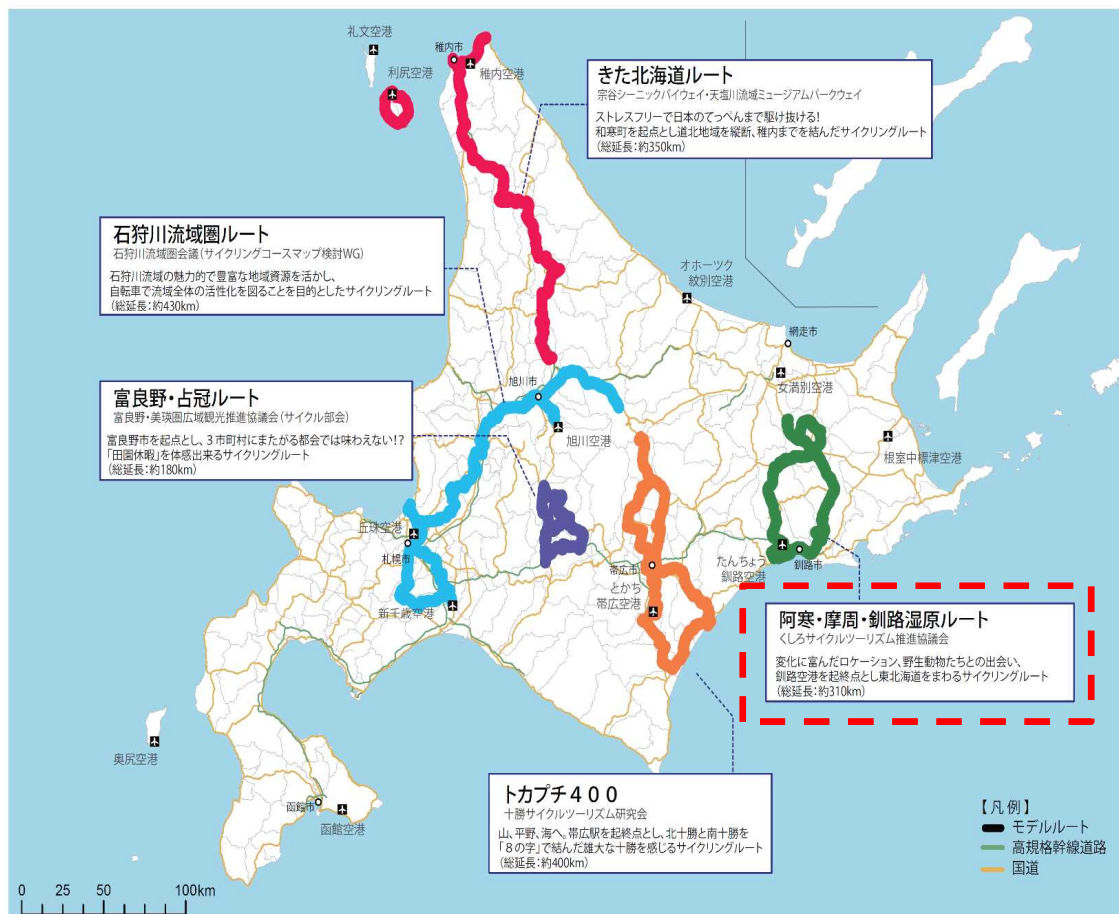 礼文空港
稚内市
利尻空港
稚内空港
きた北海道ルート
宗谷シーニックバイウェイ・天塩川流域ミュージアムパークウェイ
ストレスフリーで日本のてっぺんまで駆け抜ける!
和寒町を起点とし道北地域を縦断、稚内までを結んだサイクリングルート
(総延長:約350km)
石狩川流域圏ルート
石狩川流域圏会議(サイクリングコースマップ検討WG)
石狩川流域の魅力的で豊富な地域資源を活かし、
自転車で流域全体の活性化を図ることを目的としたサイクリングルート
(総延長:約430km)
オホーツク
紋別空港
網走市
女満別空港
旭川市
旭川空港
根室中標津空港
富良野・占冠ルート
富良野・美瑛圏広域観光推進協議会(サイクル部会)
富良野市を起点とし、3市町村にまたがる都会では味わえない!?
「田園休暇」を体感出来るサイクリングルート
(総延長:約180km)
丘珠空港
札幌市
新千歳空港
帯広市
とかち
帯広空港
たんちょう
釧路空港
釧路市
阿寒・摩周・釧路湿原ルート
くしろサイクルツーリズム推進協議会
変化に富んだロケーション、野生動物たちとの出会い、
釧路空港を起終点とし東北海道をまわるサイクリングルート
(総延長:約310km)
奥尻空港
函館市
函館空港
トカプチ400
十勝サイクルツーリズム研究会
山、平野、海へ。帯広駅を起終点とし、北十勝と南十勝を
「8の字」で結んだ雄大な十勝を感じるサイクリングルート
(総延長:約400km)
【凡例】
モデルルート
高規格幹線道路
国道
0 25 50 100km